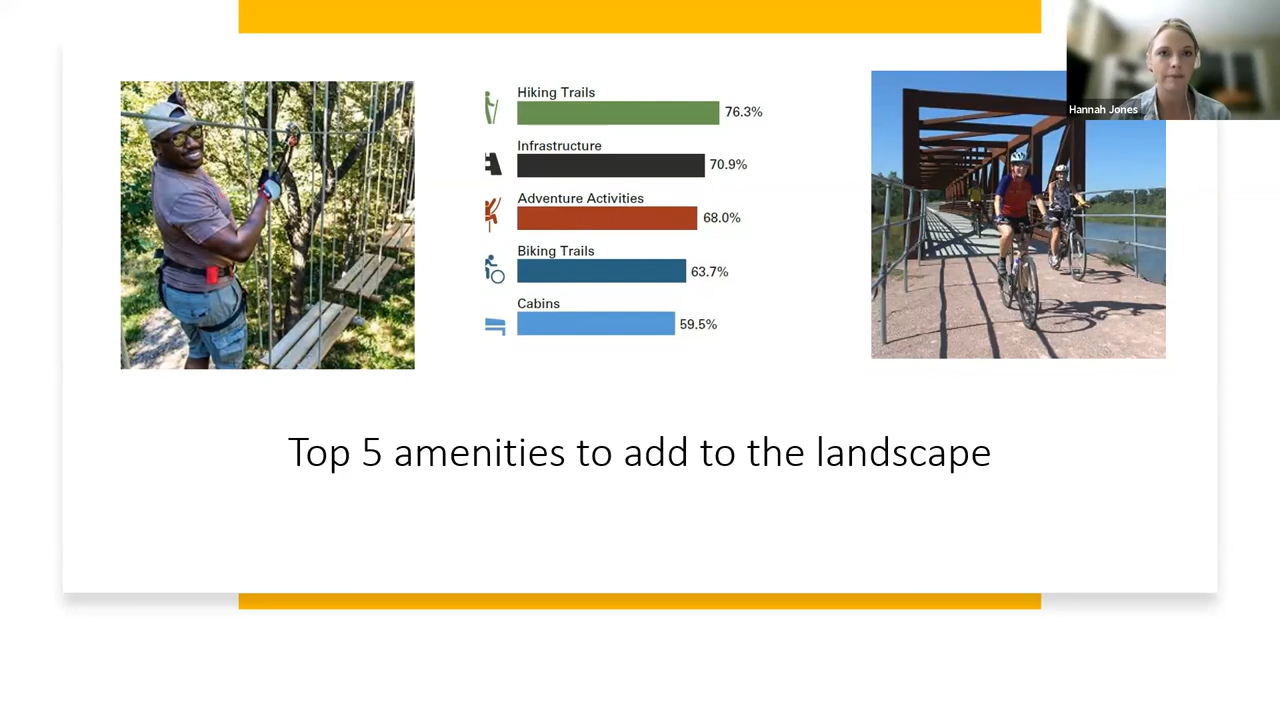 Hiking Trails
76.3%
Infrastructure
70.9%
Adventure Activities
68.0%
Biking Trails
63.7%
Cabins
59.5%
Hannah Jones
Top 5 amenities to add to the landscape